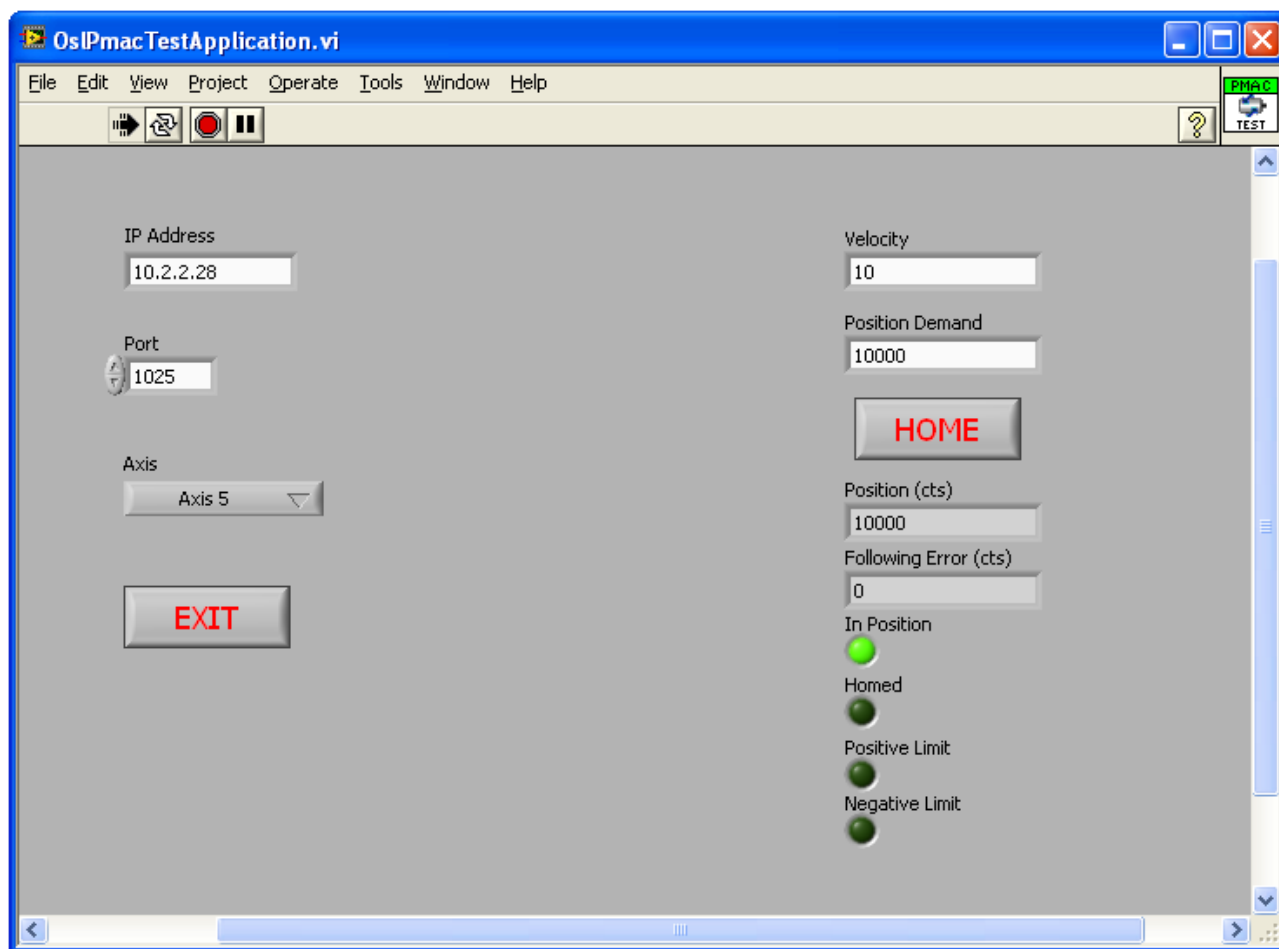 OslPmacTestApplication.vi
File Edit View Project Operate Tools Window Help
PMAC
TEST
?
IP Address
10.2.2.28
Port
1025
Axis
Axis 5
EXIT
Velocity
10
Position Demand
10000
HOME
Position (cts)
10000
Following Error (cts)
0
In Position
Homed
Positive Limit
Negative Limit